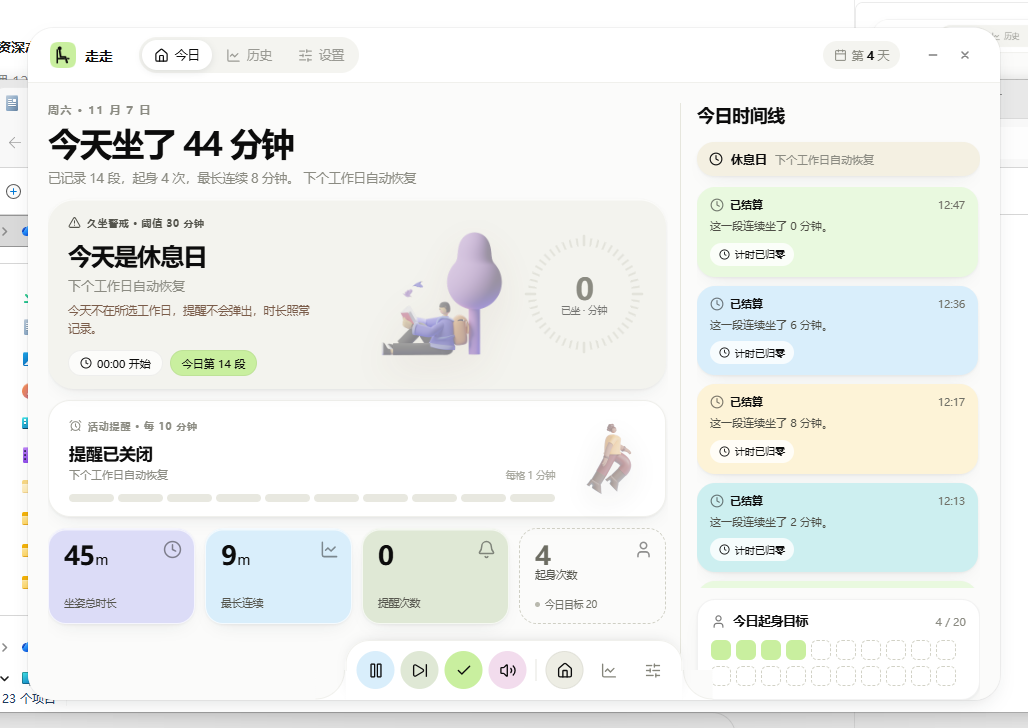 资深
历史
走走
今日
历史
设置
第 4 天
周六 • 11 月 7 日
今天坐了 44 分钟
已记录 14 段，起身 4 次，最长连续 8 分钟。 下个工作日自动恢复
久坐警戒 • 阈值 30 分钟
今天是休息日
下个工作日自动恢复
今天不在所选工作日，提醒不会弹出，时长照常
记录。
00:00 开始
今日第 14 段
0
已坐 · 分钟
活动提醒 • 每 10 分钟
提醒已关闭
下个工作日自动恢复
每格 1 分钟
45m
坐姿总时长
9m
最长连续
0
提醒次数
4
起身次数
今日目标 20
今日时间线
休息日 下个工作日自动恢复
已结算 12:47
这一段连续坐了 0 分钟。
计时已归零
已结算 12:36
这一段连续坐了 6 分钟。
计时已归零
已结算 12:17
这一段连续坐了 8 分钟。
计时已归零
已结算 12:13
这一段连续坐了 2 分钟。
计时已归零
今日起身目标 4 / 20
23 个项目